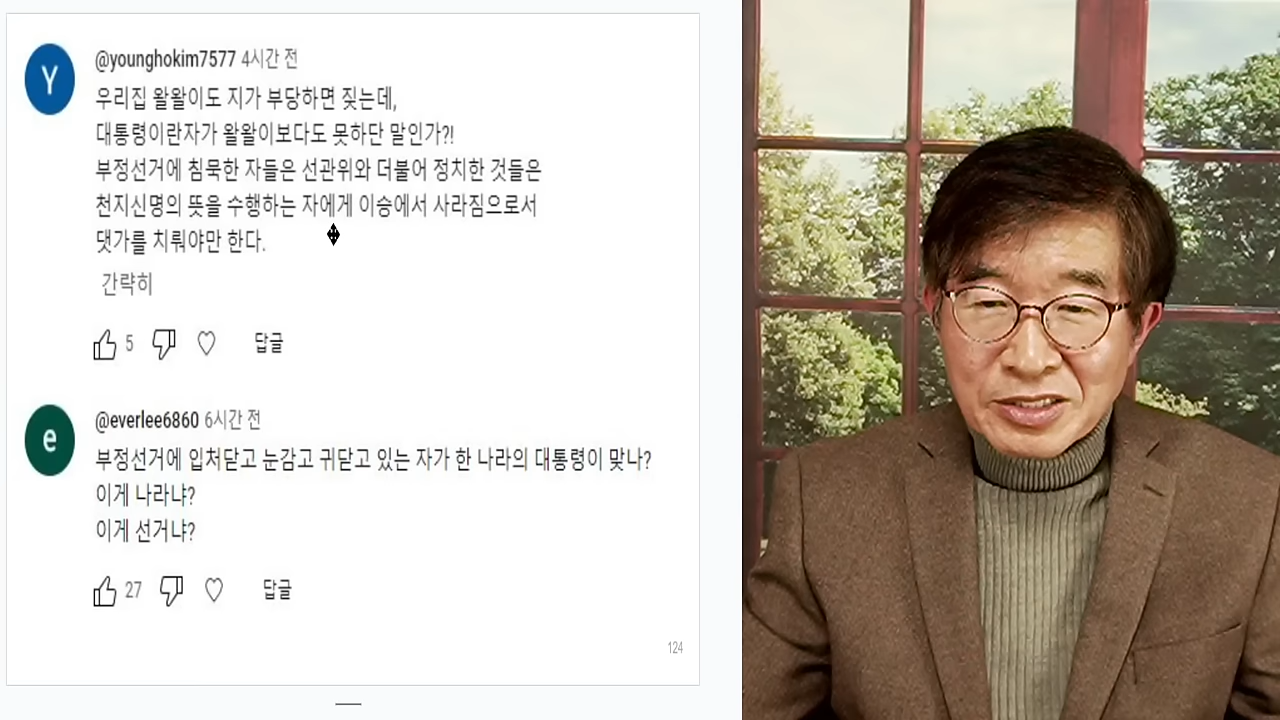 Y
@younghokim7577 4시간 전
우리집 왈왈이도 지가 부당하면 짖는데,
대통령이란자가 왈왈이보다도 못하단 말인가?!
부정선거에 침묵한 자들은 선관위와 더불어 정치한 것들은
천지신명의 뜻을 수행하는 자에게 이승에서 사라짐으로서
댓가를 치뤄야만 한다.
간략히
5
답글
e
@everlee6860 6시간 전
부정선거에 입처닫고 눈감고 귀닫고 있는 자가 한 나라의 대통령이 맞나?
이게 나라냐?
이게 선거냐?
27
답글
124